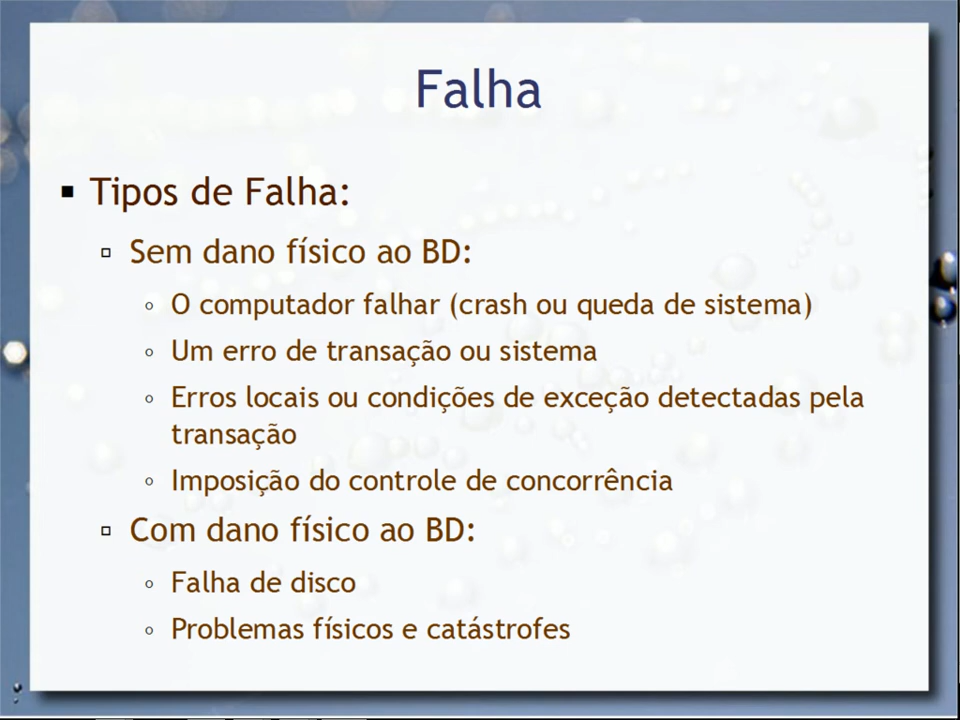 Falha
Tipos de Falha:
Sem dano físico ao BD:
O computador falhar (crash ou queda de sistema)
Um erro de transação ou sistema
Erros locais ou condições de exceção detectadas pela
transação
Imposição do controle de concorrência
Com dano físico ao BD:
Falha de disco
Problemas físicos e catástrofes